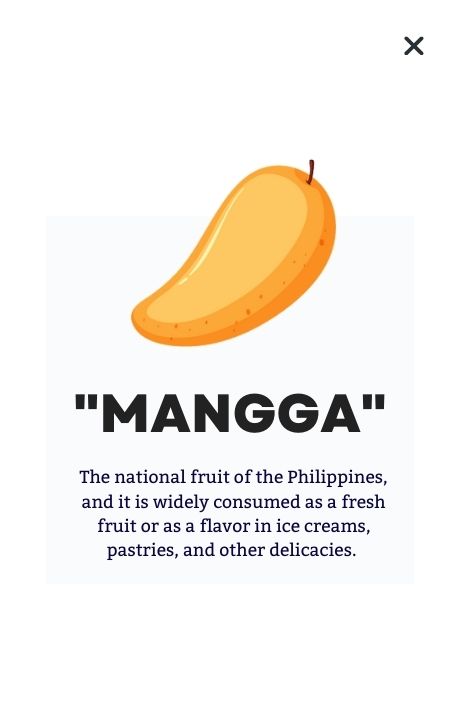 "MANGGA"
The national fruit of the Philippines,
and it is widely consumed as a fresh
fruit or as a flavor in ice creams,
pastries, and other delicacies.